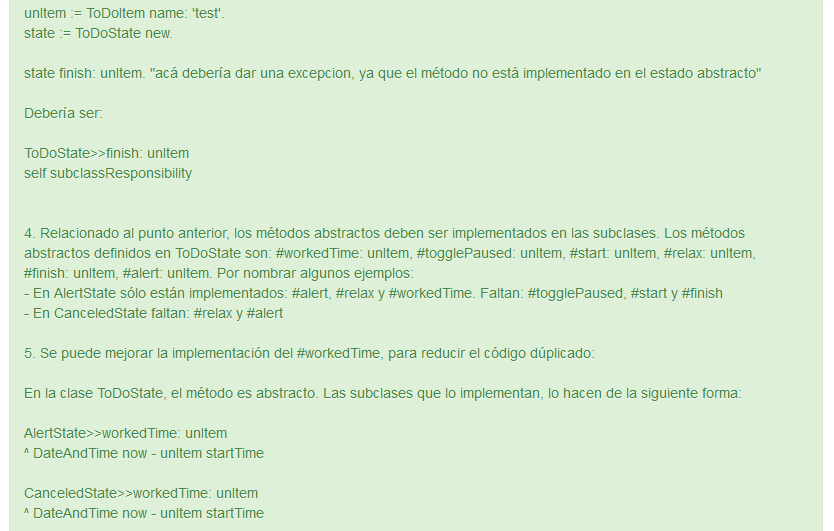 unItem := ToDoItem name: 'test'.
state := ToDoState new.
state finish: unItem. "acá debería dar una excepcion, ya que el método no está implementado en el estado abstracto"
Debería ser:
ToDoState>>finish: unItem
self subclassResponsibility
4. Relacionado al punto anterior, los métodos abstractos deben ser implementados en las subclases. Los métodos
abstractos definidos en ToDoState son: #workedTime: unItem, #togglePaused: unItem, #start: unItem, #relax: unItem,
#finish: unItem, #alert: unItem. Por nombrar algunos ejemplos:
- En AlertState sólo están implementados: #alert, #relax y #workedTime. Faltan: #togglePaused, #start y #finish
- En CanceledState faltan: #relax y #alert
5. Se puede mejorar la implementación del #workedTime, para reducir el código dúplicado:
En la clase ToDoState, el método es abstracto. Las subclases que lo implementan, lo hacen de la siguiente forma:
AlertState>>workedTime: unItem
^ DateAndTime now - unItem startTime
CanceledState>>workedTime: unItem
^ DateAndTime now - unItem startTime